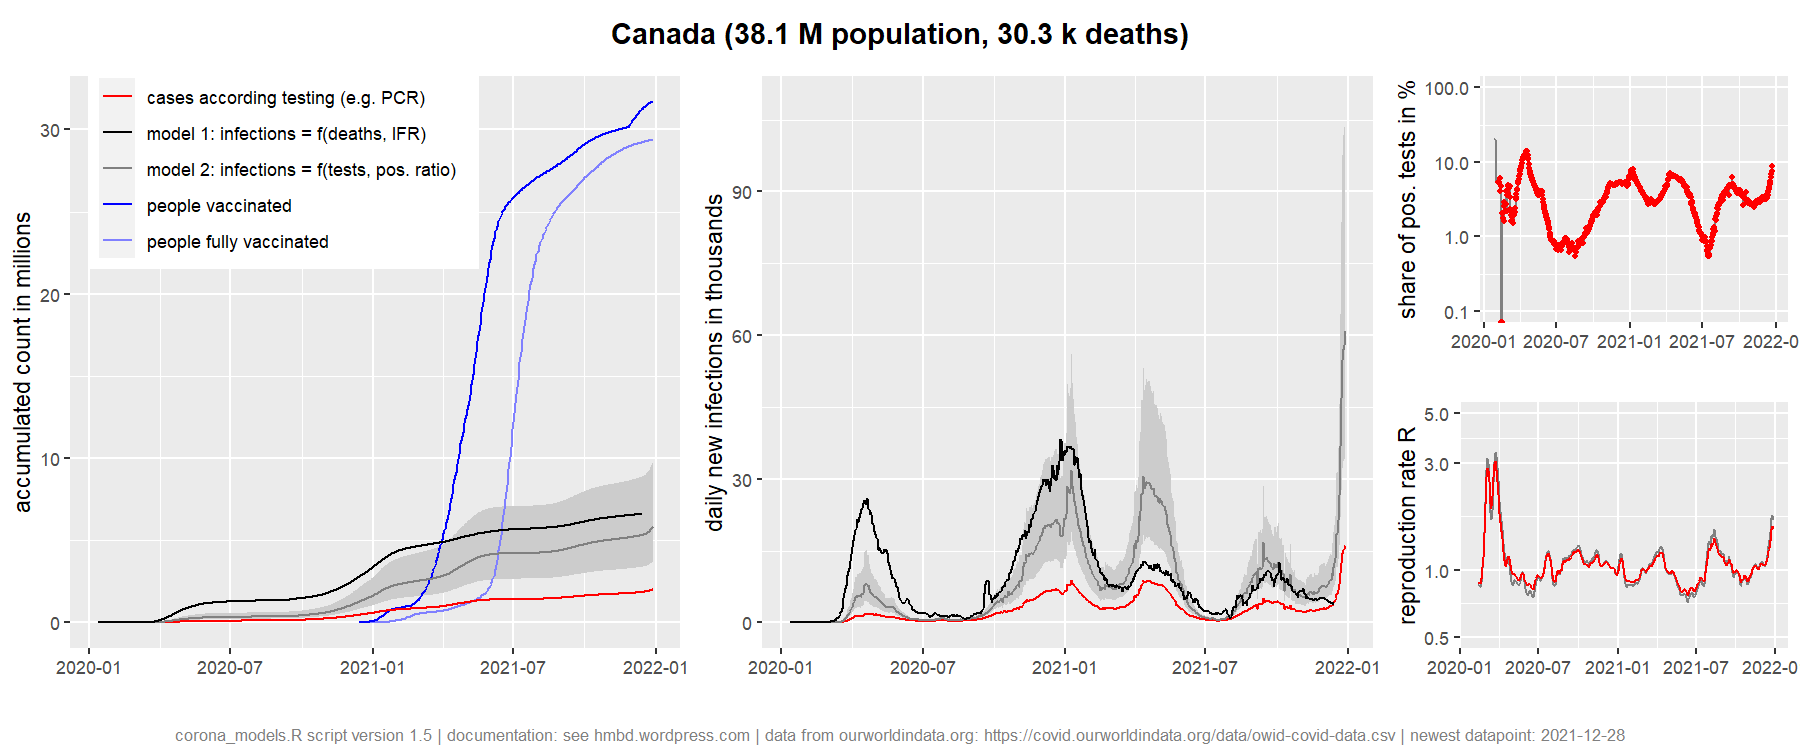 Canada (38.1 M population, 30.3 k deaths)
accumulated count in millions
30
20
10
0
2020-01 2020-07 2021-01 2021-07 2022-01
cases according testing (e.g. PCR)
model 1: infections = f(deaths, IFR)
model 2: infections = f(tests, pos. ratio)
people vaccinated
people fully vaccinated
daily new infections in thousands
90
60
30
0
2020-01 2020-07 2021-01 2021-07 2022-01
share of pos. tests in %
100.0
10.0
1.0
0.1
2020-01 2020-07 2021-01 2021-07 2022-0
reproduction rate R
5.0
3.0
1.0
0.5
2020-01 2020-07 2021-01 2021-07 2022-0
corona_models.R script version 1.5 | documentation: see hmbd.wordpress.com | data from ourworldindata.org: https://covid.ourworldindata.org/data/owid-covid-data.csv | newest datapoint: 2021-12-28